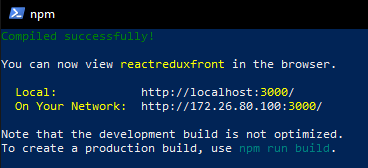 npm
Compiled successfully!
You can now view reactreduxfront in the browser.
Local: http://localhost:3000/
On Your Network: http://172.26.80.100:3000/
Note that the development build is not optimized.
To create a production build, use npm run build.